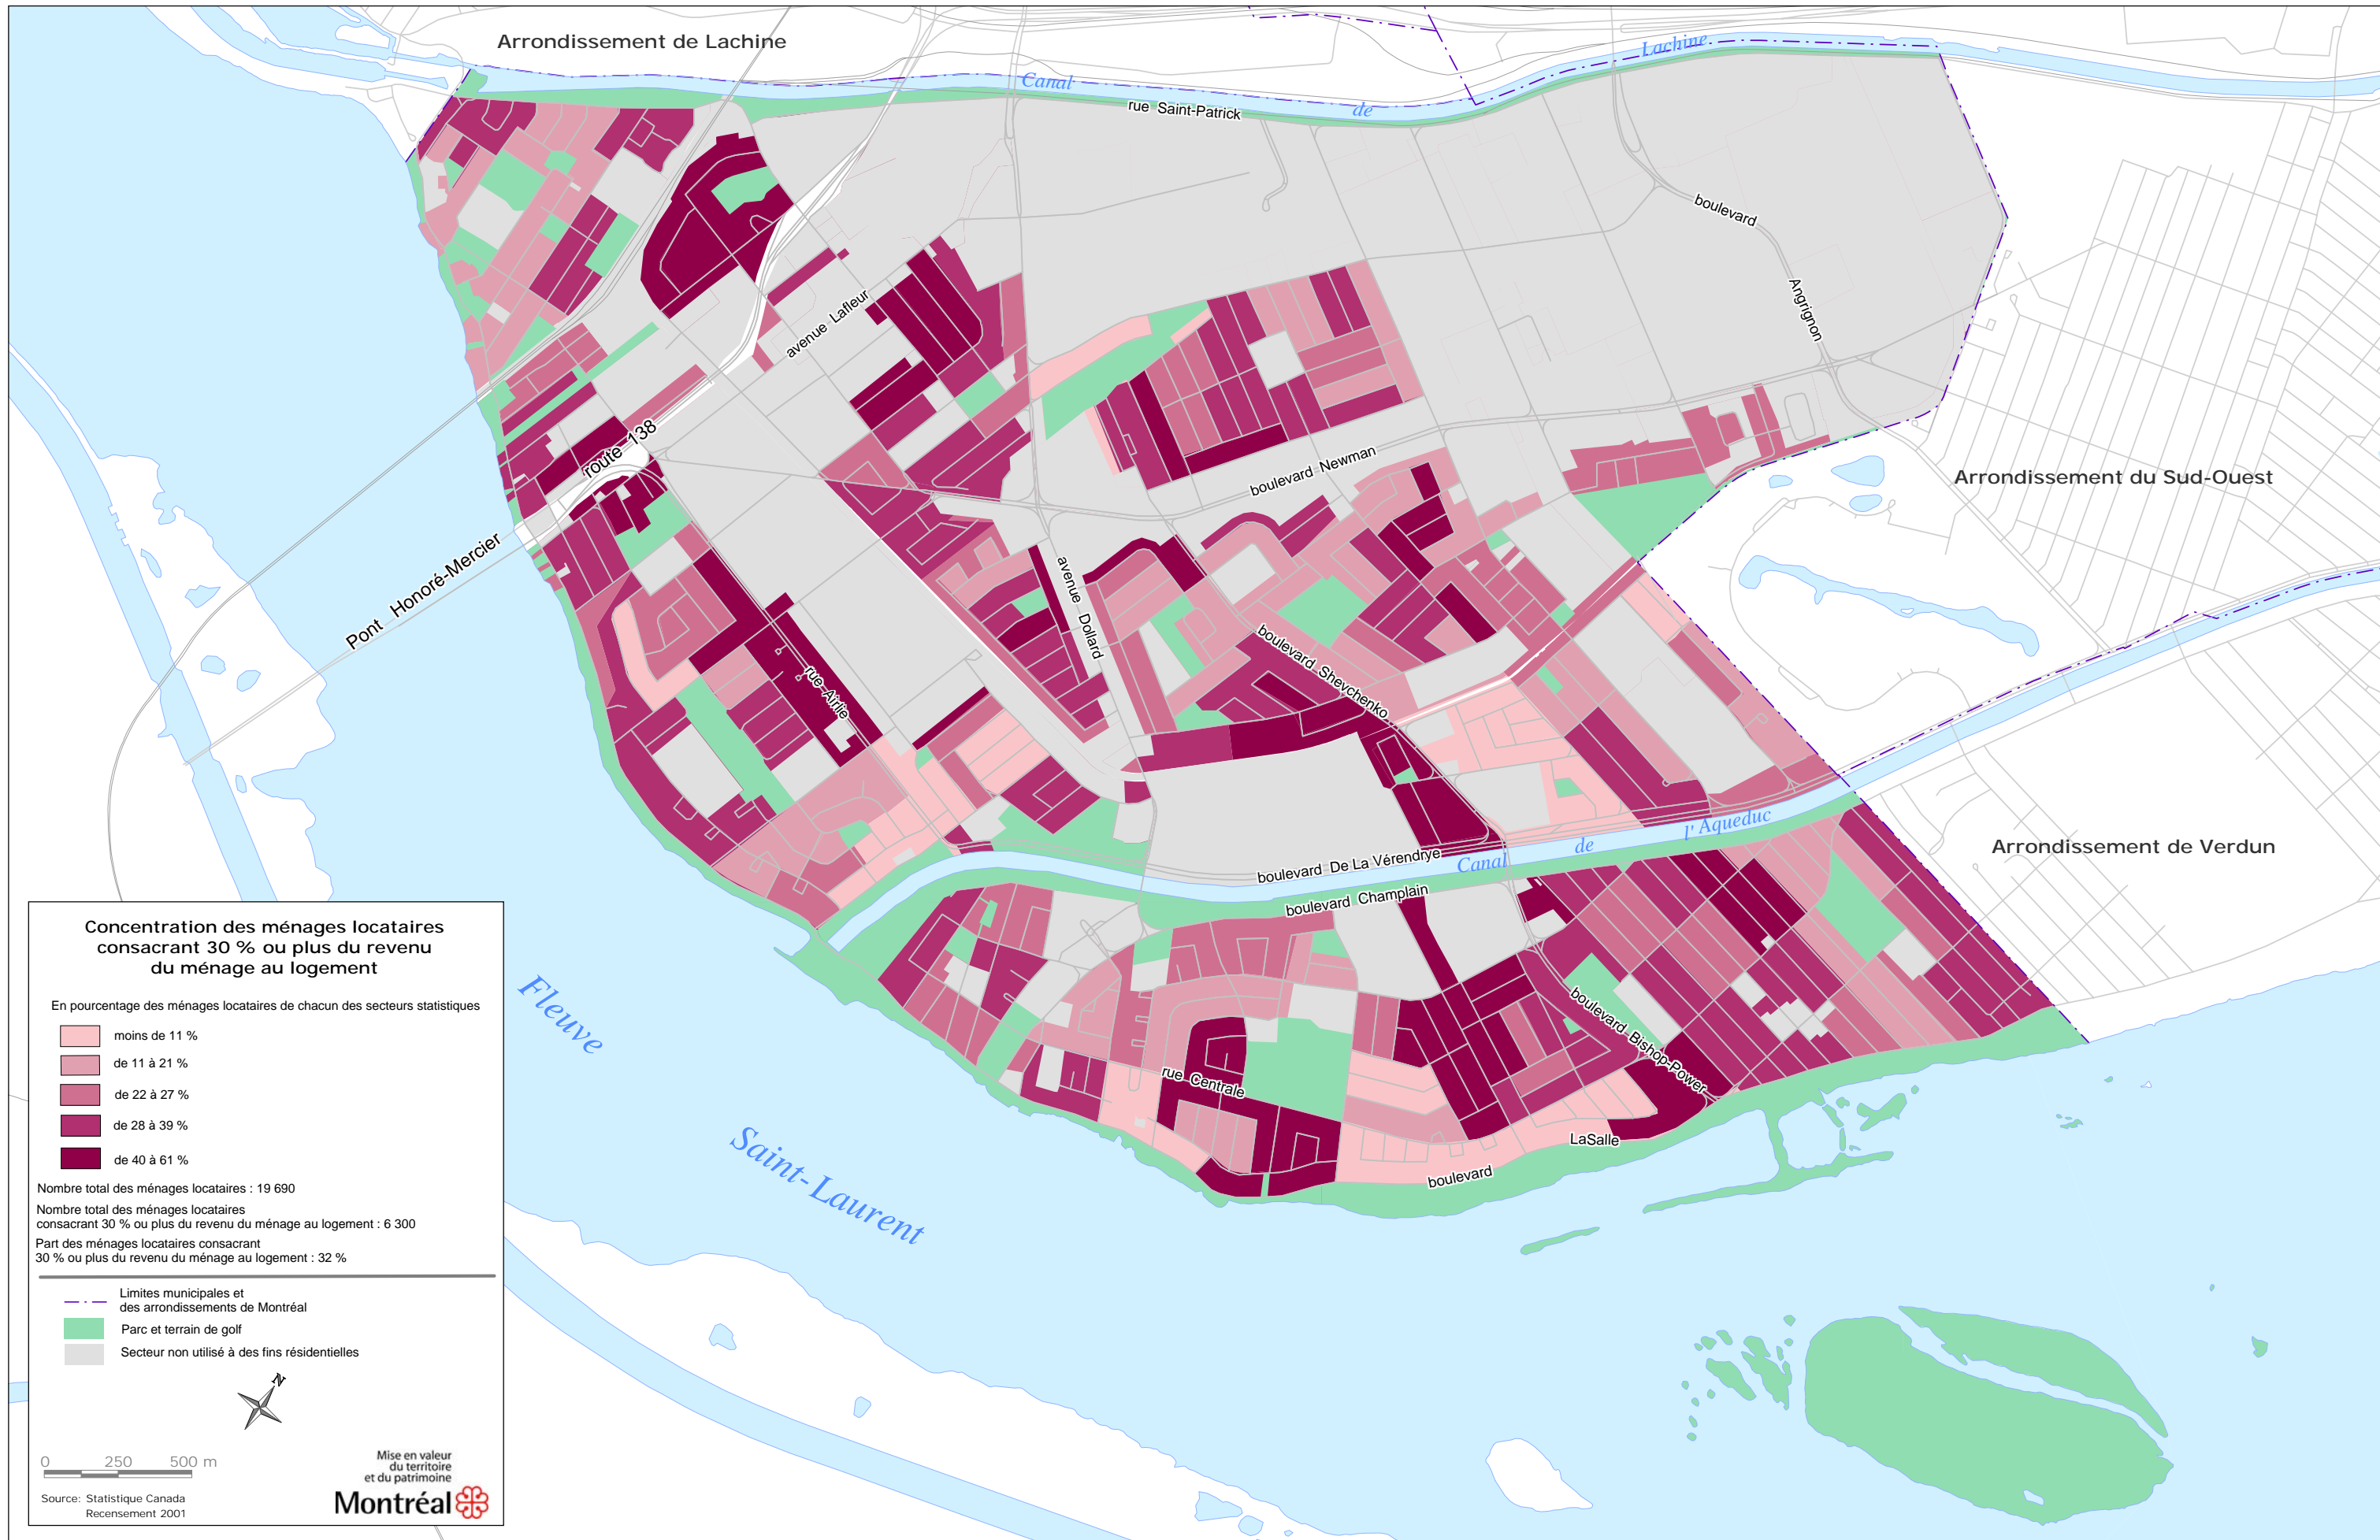 Arrondissement de Lachine
Canal de Lachine
rue Saint-Patrick
boulevard Angrignon
avenue Lafleur
route 138
boulevard Newman
Arrondissement du Sud-Ouest
Pont Honoré-Mercier
avenue Dollard
boulevard Shevchenko
rue Airlie
boulevard De La Vérendrye
Canal de l'Aqueduc
Arrondissement de Verdun
boulevard Champlain
boulevard Bishop-Power
rue Centrale
boulevard LaSalle
Fleuve Saint-Laurent
Concentration des ménages locataires
consacrant 30 % ou plus du revenu
du ménage au logement
En pourcentage des ménages locataires de chacun des secteurs statistiques
moins de 11 %
de 11 à 21 %
de 22 à 27 %
de 28 à 39 %
de 40 à 61 %
Nombre total des ménages locataires : 19 690
Nombre total des ménages locataires
consacrant 30 % ou plus du revenu du ménage au logement : 6 300
Part des ménages locataires consacrant
30 % ou plus du revenu du ménage au logement : 32 %
Limites municipales et
des arrondissements de Montréal
Parc et terrain de golf
Secteur non utilisé à des fins résidentielles
N
0 250 500 m
Mise en valeur
du territoire
et du patrimoine
Montréal
Source: Statistique Canada
Recensement 2001